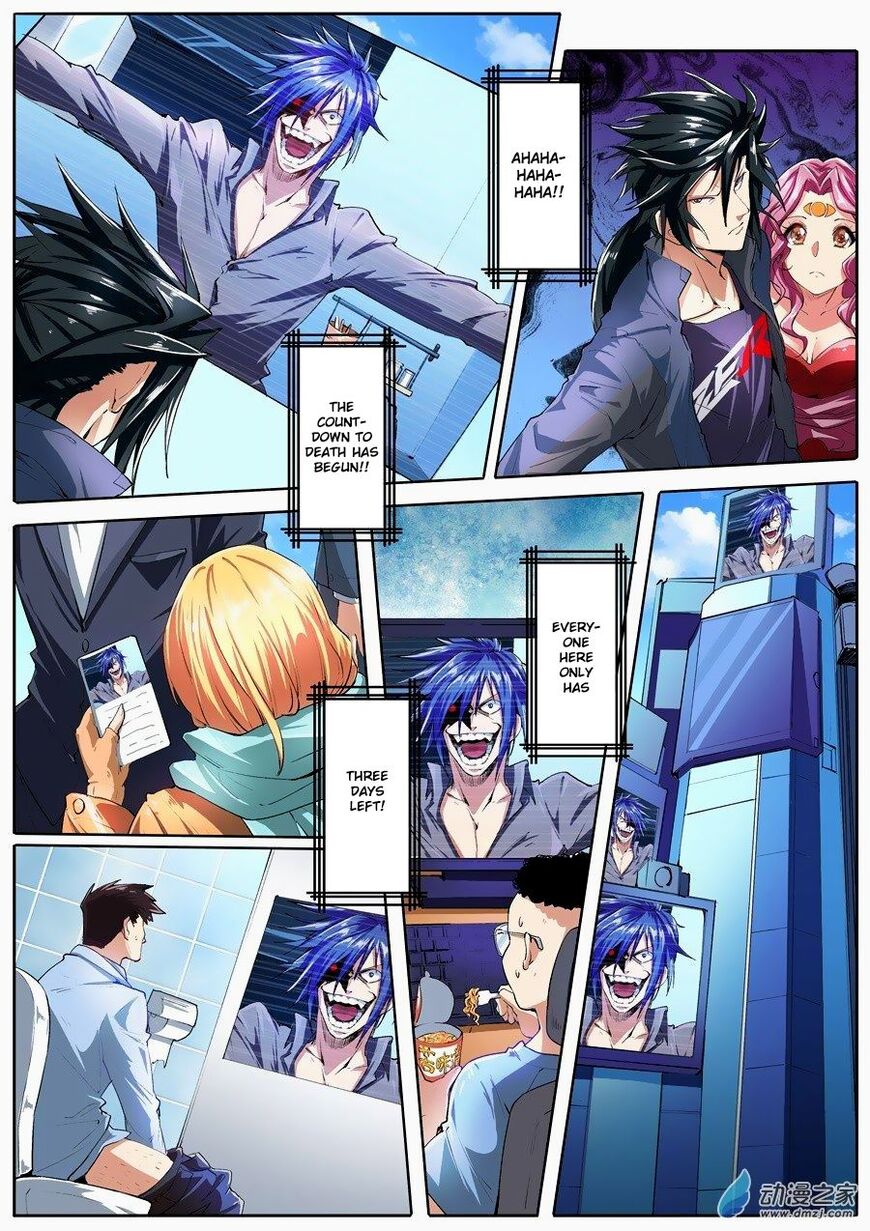 AHAHA-
HAHA-
HAHA!!
THE
COUNT-
DOWN TO
DEATH HAS
BEGUN!!
EVERY-
ONE
HERE
ONLY
HAS
THREE
DAYS
LEFT!
动漫之家
www.dmzj.com